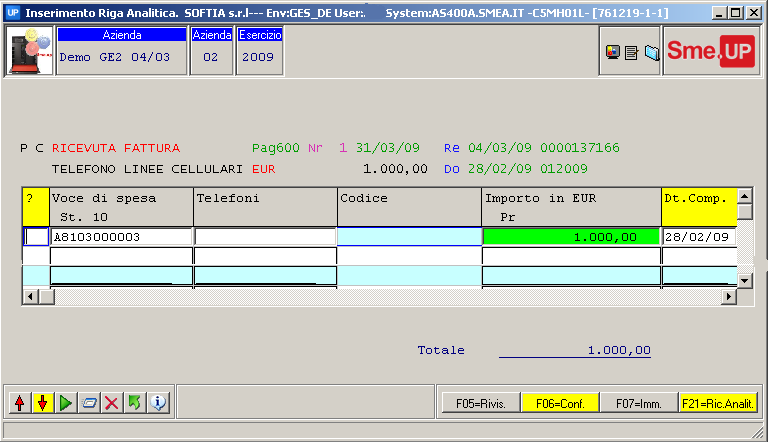 UP Inserimento Riga Analitica. SOFTIA s.r.l--- Env:GES_DE User:. System:AS400A.SMEA.IT -C5MH01L- [761219-1-1]
Azienda Azienda Esercizio
Demo GE2 04/03 02 2009
Sme.UP
P C RICEVUTA FATTURA Pag600 Nr 1 31/03/09 Re 04/03/09 0000137166
TELEFONO LINEE CELLULARI EUR 1.000,00 Do 28/02/09 012009
? Voce di spesa Telefoni Codice Importo in EUR Dt.Comp.
St. 10 Pr
A8103000003 1.000,00 28/02/09
Totale 1.000,00
F05=Rivis. F06=Conf. F07=Imm. F21=Ric.Analit.